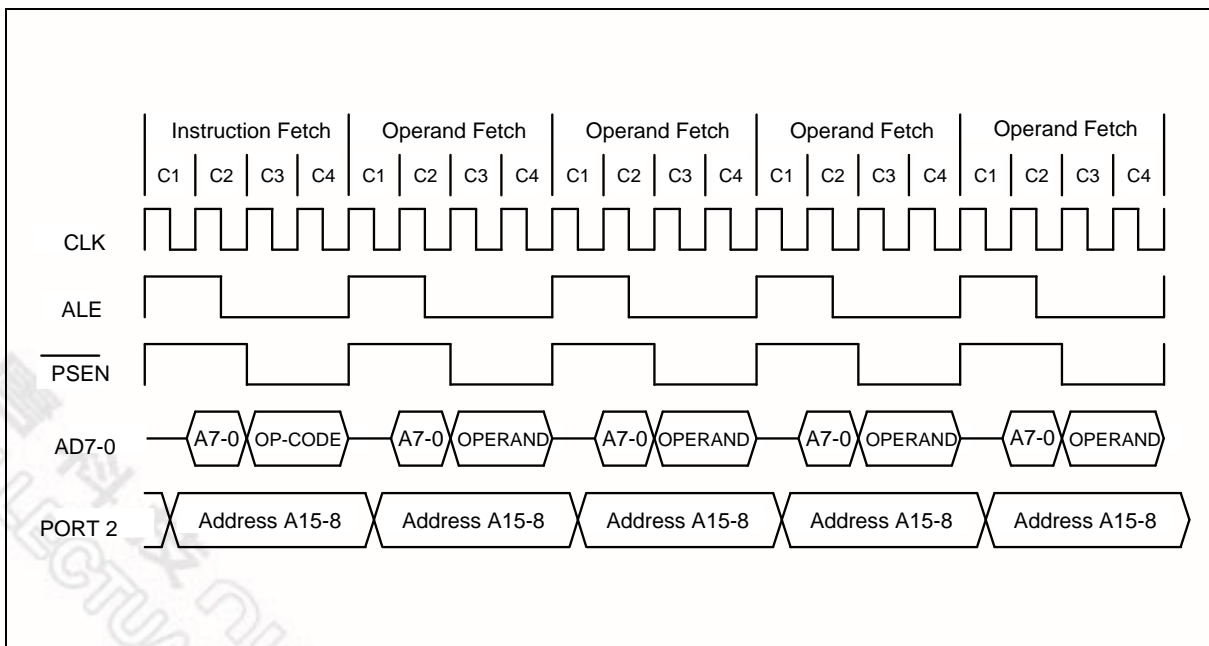 Instruction Fetch Operand Fetch Operand Fetch Operand Fetch Operand Fetch
C1 C2 C3 C4 C1 C2 C3 C4 C1 C2 C3 C4 C1 C2 C3 C4 C1 C2 C3 C4
CLK
ALE
PSEN
AD7-0 A7-0 OP-CODE A7-0 OPERAND A7-0 OPERAND A7-0 OPERAND A7-0 OPERAND
PORT 2 Address A15-8 Address A15-8 Address A15-8 Address A15-8 Address A15-8